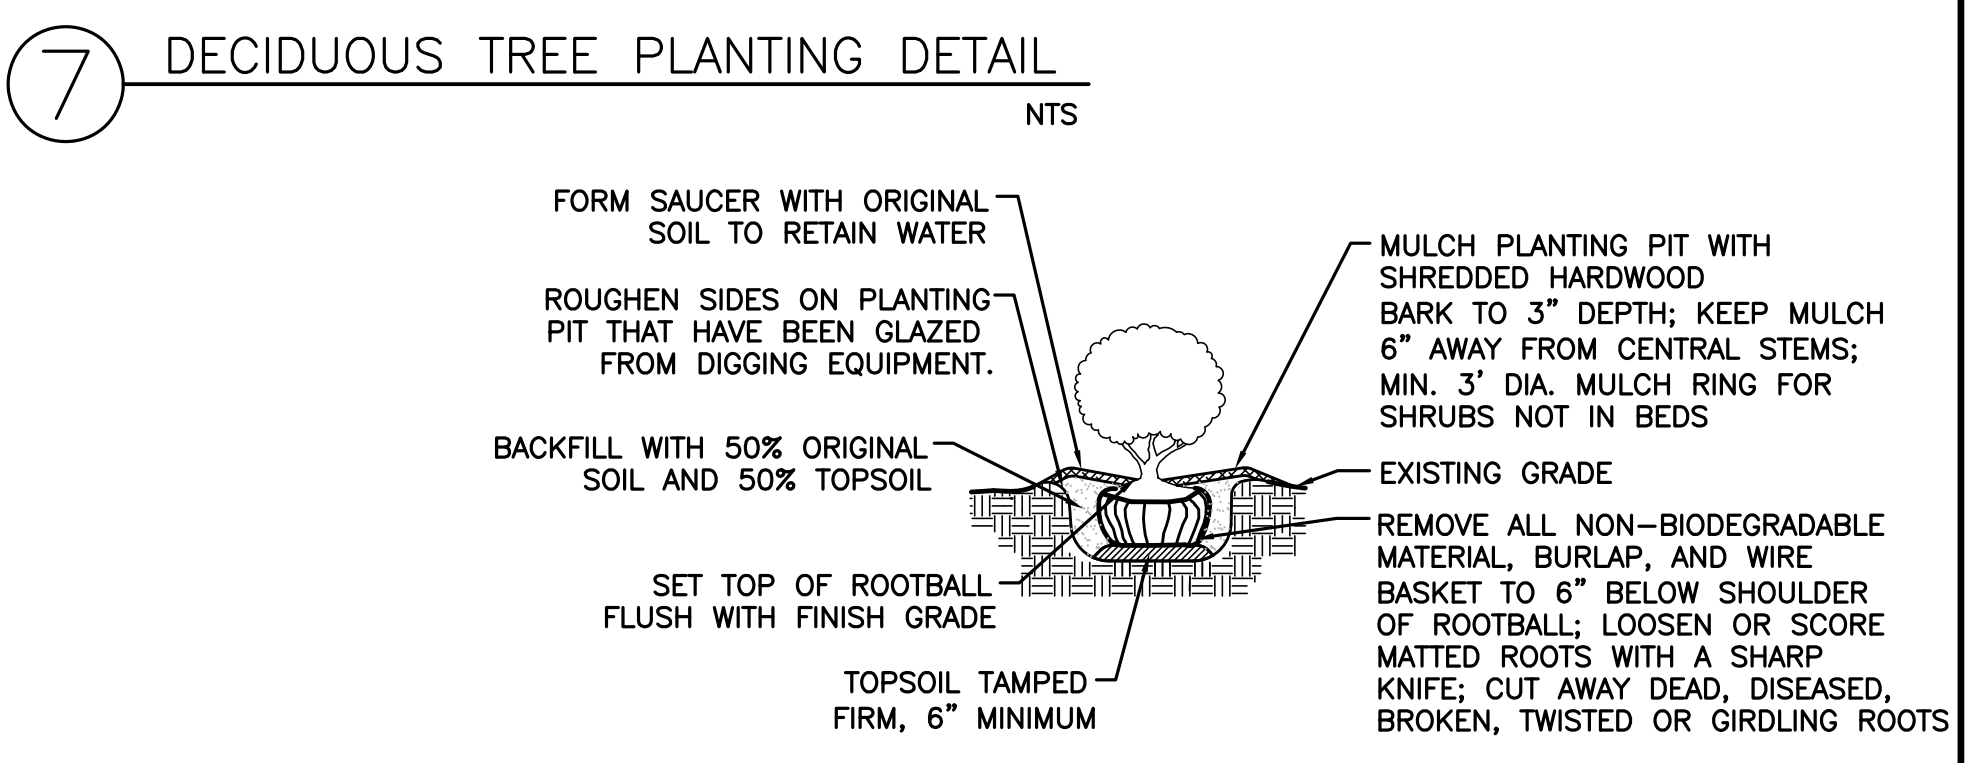 7 DECIDUOUS TREE PLANTING DETAIL
NTS
FORM SAUCER WITH ORIGINAL
SOIL TO RETAIN WATER
ROUGHEN SIDES ON PLANTING
PIT THAT HAVE BEEN GLAZED
FROM DIGGING EQUIPMENT.
BACKFILL WITH 50% ORIGINAL
SOIL AND 50% TOPSOIL
SET TOP OF ROOTBALL
FLUSH WITH FINISH GRADE
TOPSOIL TAMPED
FIRM, 6" MINIMUM
MULCH PLANTING PIT WITH
SHREDDED HARDWOOD
BARK TO 3" DEPTH; KEEP MULCH
6" AWAY FROM CENTRAL STEMS;
MIN. 3' DIA. MULCH RING FOR
SHRUBS NOT IN BEDS
EXISTING GRADE
REMOVE ALL NON-BIODEGRADABLE
MATERIAL, BURLAP, AND WIRE
BASKET TO 6" BELOW SHOULDER
OF ROOTBALL; LOOSEN OR SCORE
MATTED ROOTS WITH A SHARP
KNIFE; CUT AWAY DEAD, DISEASED,
BROKEN, TWISTED OR GIRDLING ROOTS